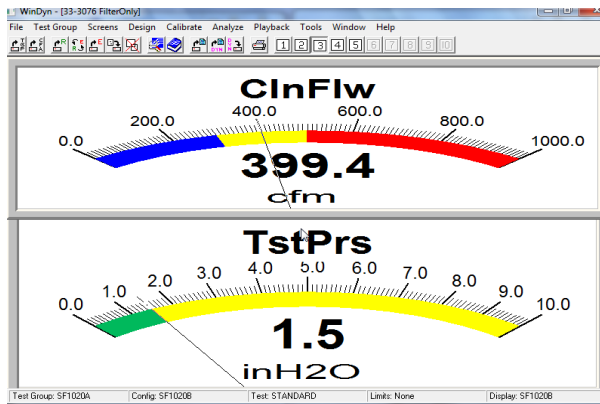 WinDyn - [33-3076 FilterOnly]
File Test Group Screens Design Calibrate Analyze Playback Tools Window Help
1 2 3 4 5 6 7 8 9 10
ClnFlw
0.0 200.0 400.0 600.0 800.0 1000.0
399.4
cfm
TstPrs
0.0 1.0 2.0 3.0 4.0 5.0 6.0 7.0 8.0 9.0 10.0
1.5
inH2O
Test Group: SF1020A Config: SF1020B Test: STANDARD Limits: None Display: SF1020B